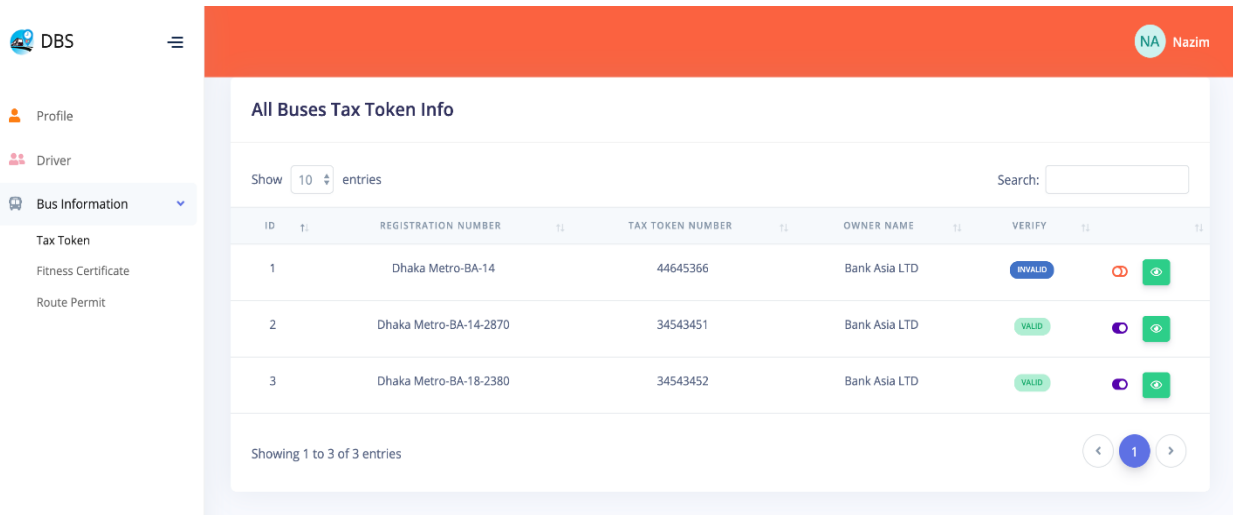 DBS
NA Nazim
Profile
Driver
Bus Information
Tax Token
Fitness Certificate
Route Permit
All Buses Tax Token Info
Show 10 entries
Search:
ID REGISTRATION NUMBER TAX TOKEN NUMBER OWNER NAME VERIFY
1 Dhaka Metro-BA-14 44645366 Bank Asia LTD INVALID
2 Dhaka Metro-BA-14-2870 34543451 Bank Asia LTD VALID
3 Dhaka Metro-BA-18-2380 34543452 Bank Asia LTD VALID
Showing 1 to 3 of 3 entries
‹ 1 ›